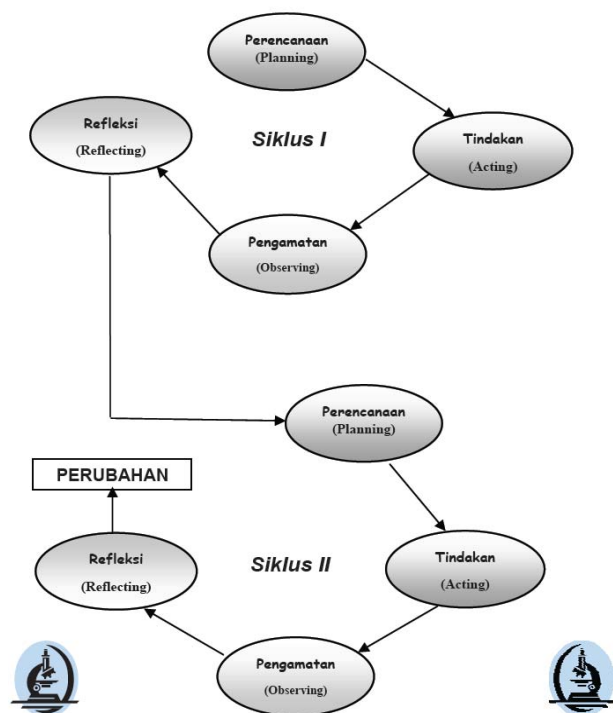 Perencanaan
(Planning)
Refleksi
(Reflecting)
Siklus I
Tindakan
(Acting)
Pengamatan
(Observing)
Perencanaan
(Planning)
PERUBAHAN
Refleksi
(Reflecting)
Siklus II
Tindakan
(Acting)
Pengamatan
(Observing)